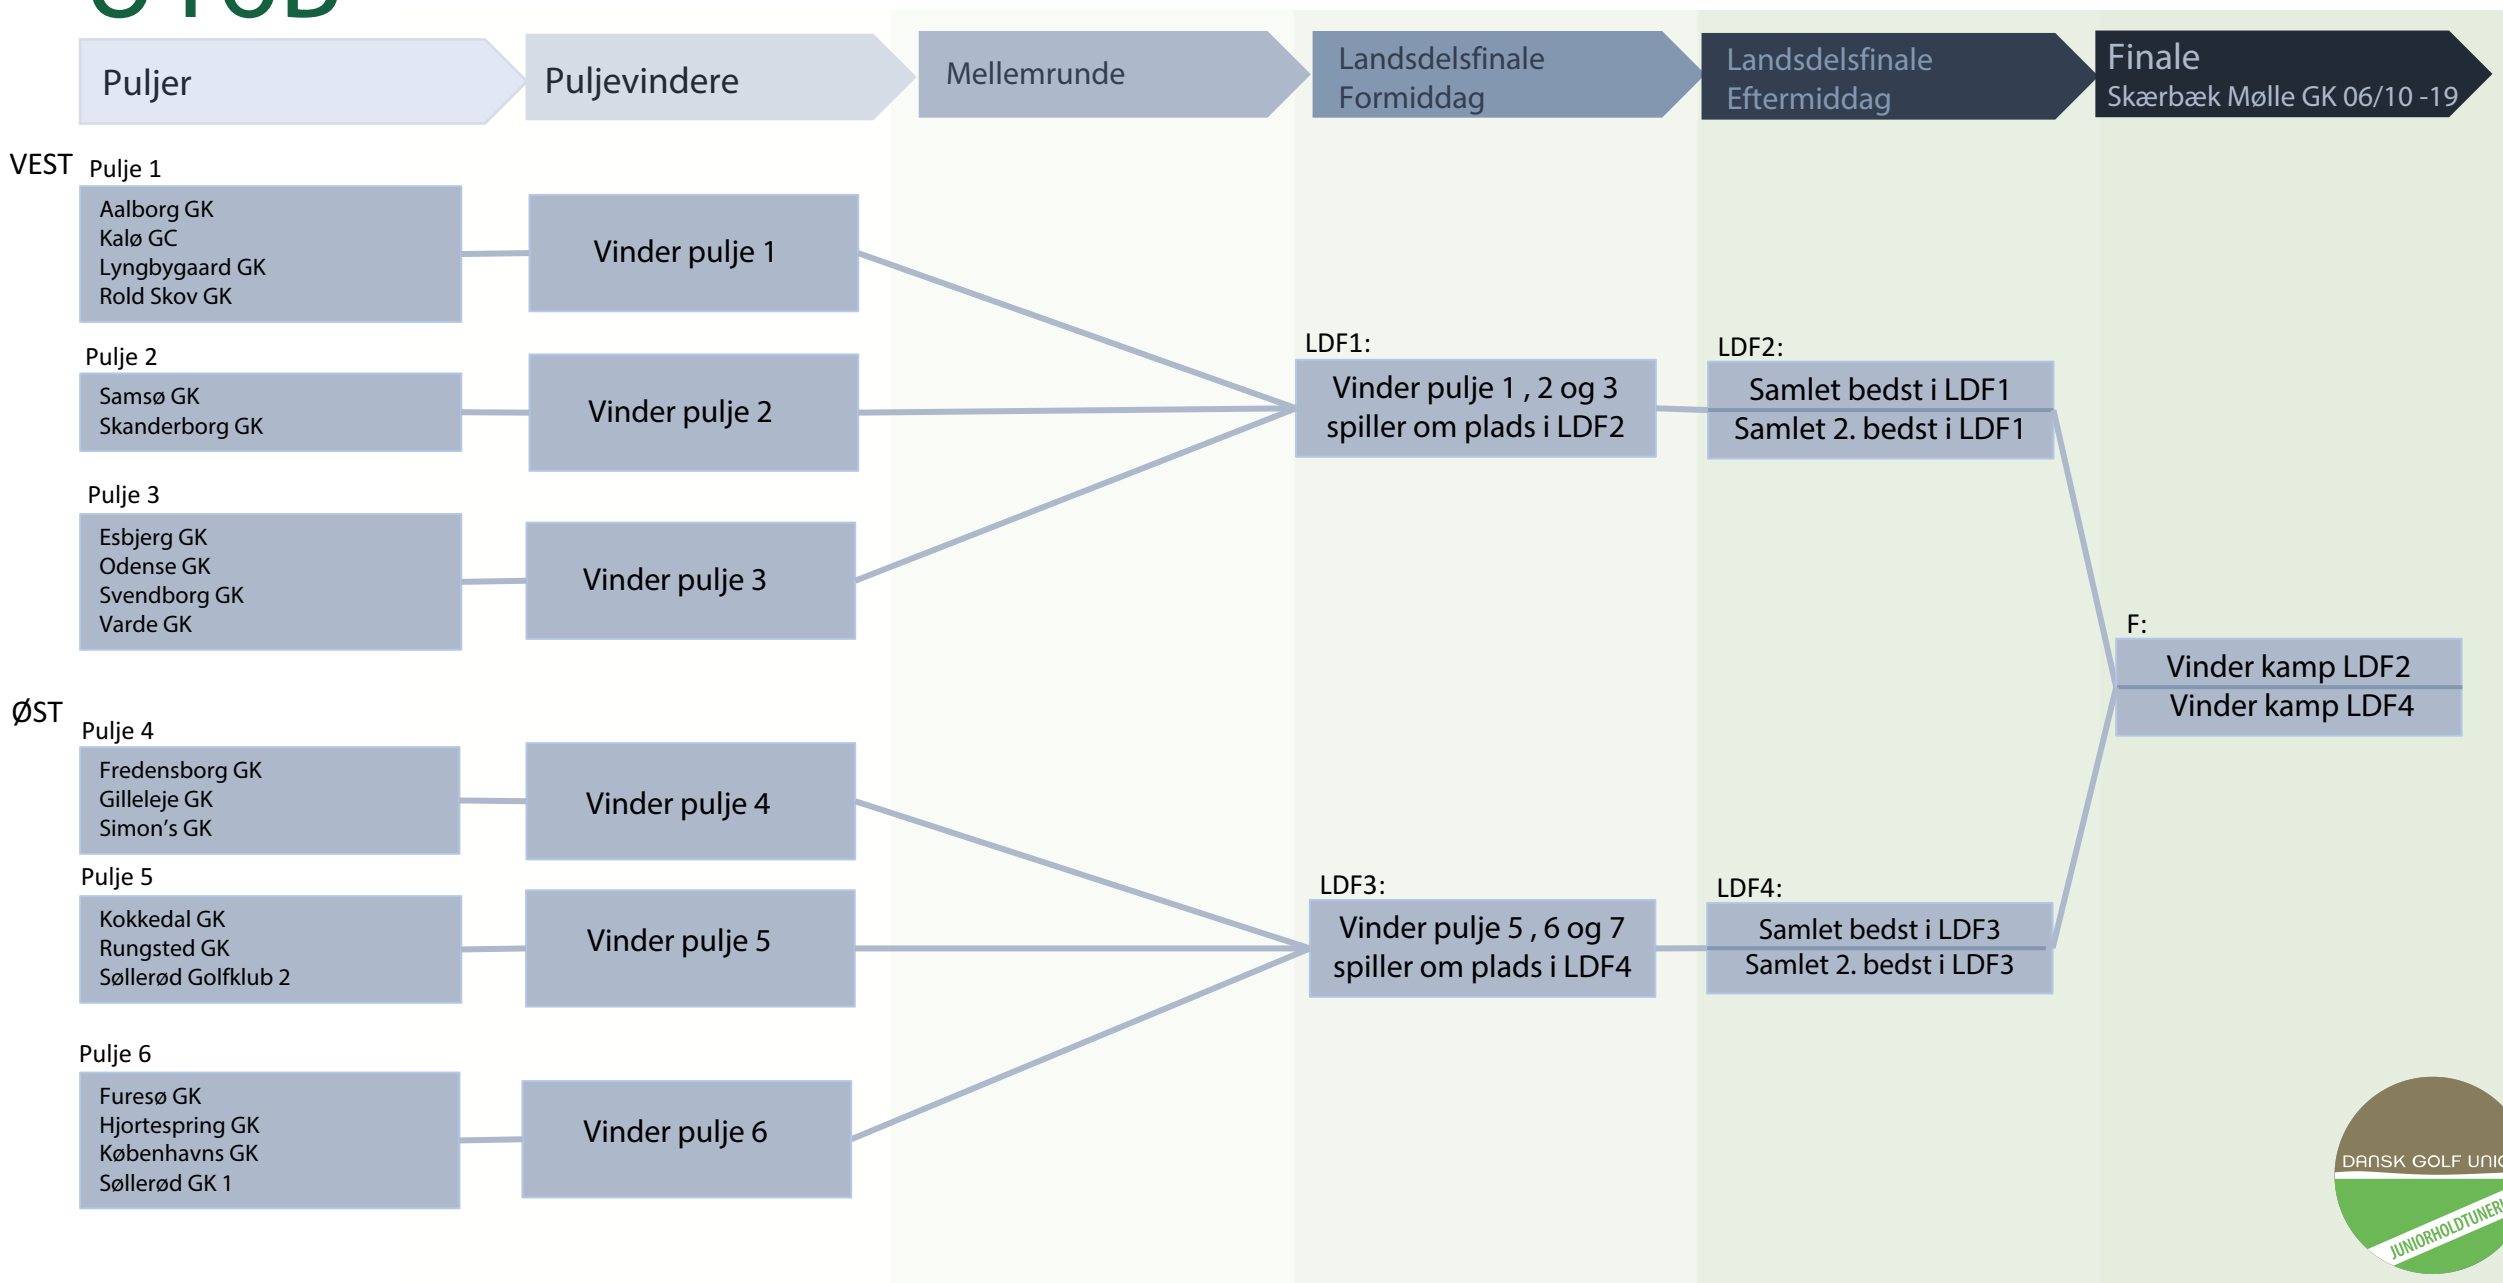 Puljer
Puljevindere
Mellemrunde
Landsdelsfinale
Formiddag
Landsdelsfinale
Eftermiddag
Finale
Skærbæk Mølle GK 06/10 -19
VEST
Pulje 1
Aalborg GK
Kalø GC
Lyngbygaard GK
Rold Skov GK
Vinder pulje 1
Pulje 2
Samsø GK
Skanderborg GK
Vinder pulje 2
Pulje 3
Esbjerg GK
Odense GK
Svendborg GK
Varde GK
Vinder pulje 3
LDF1:
Vinder pulje 1 , 2 og 3
spiller om plads i LDF2
LDF2:
Samlet bedst i LDF1
Samlet 2. bedst i LDF1
F:
Vinder kamp LDF2
Vinder kamp LDF4
ØST
Pulje 4
Fredensborg GK
Gilleleje GK
Simon’s GK
Vinder pulje 4
Pulje 5
Kokkedal GK
Rungsted GK
Søllerød Golfklub 2
Vinder pulje 5
Pulje 6
Furesø GK
Hjortespring GK
Københavns GK
Søllerød GK 1
Vinder pulje 6
LDF3:
Vinder pulje 5 , 6 og 7
spiller om plads i LDF4
LDF4:
Samlet bedst i LDF3
Samlet 2. bedst i LDF3
DANSK GOLF